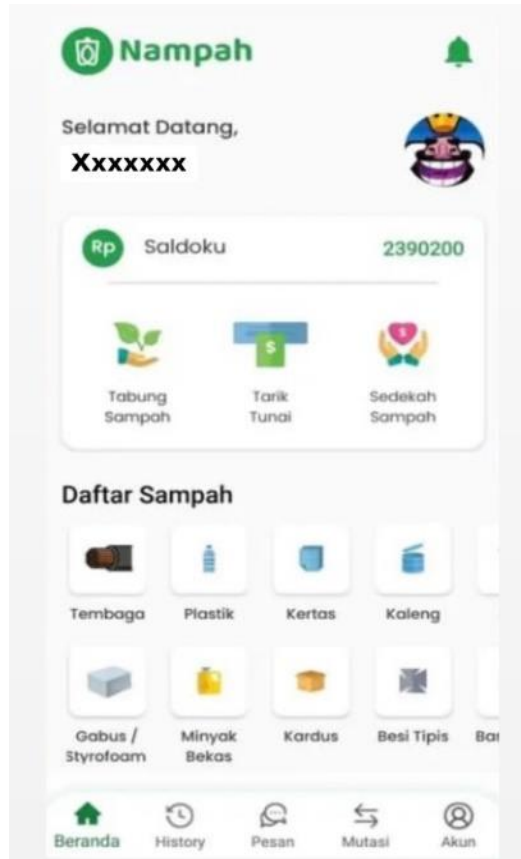 Nampah
Selamat Datang,
Xxxxxxx
Rp Saldoku 2390200
Tabung Sampah
Tarik Tunai
Sedekah Sampah
Daftar Sampah
Tembaga Plastik Kertas Kaleng
Gabus / Styrofoam
Minyak Bekas
Kardus
Besi Tipis
Beranda History Pesan Mutasi Akun